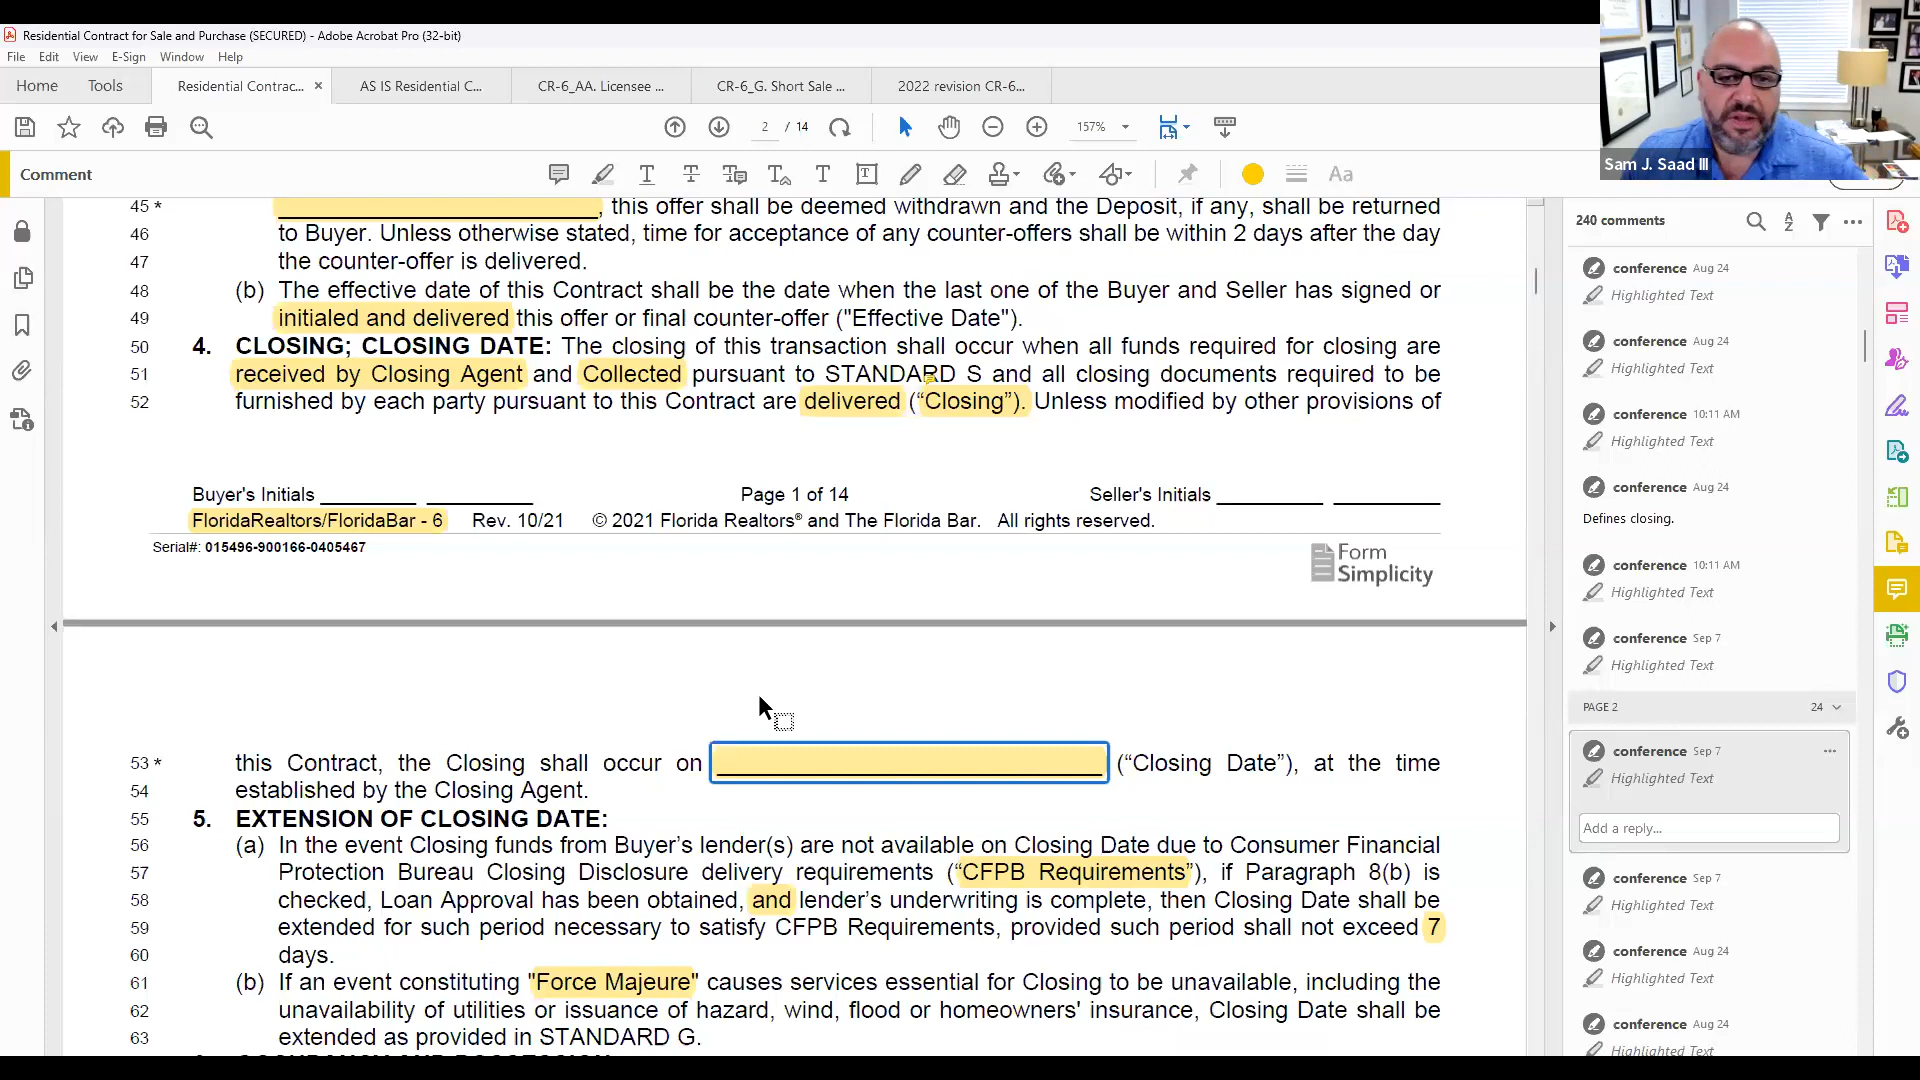 Residential Contract for Sale and Purchase (SECURED) - Adobe Acrobat Pro (32-bit)
File Edit View E-Sign Window Help
Home Tools Residential Contrac... × AS IS Residential C... CR-6_AA. Licensee ... CR-6_G. Short Sale ... 2022 revision CR-6...
2 / 14 157%
Comment
Aa
Sam J. Saad III
45 * ____________________, this offer shall be deemed withdrawn and the Deposit, if any, shall be returned
46 to Buyer. Unless otherwise stated, time for acceptance of any counter-offers shall be within 2 days after the day
47 the counter-offer is delivered.
48 (b) The effective date of this Contract shall be the date when the last one of the Buyer and Seller has signed or
49 initialed and delivered this offer or final counter-offer ("Effective Date").
50 4. CLOSING; CLOSING DATE: The closing of this transaction shall occur when all funds required for closing are
51 received by Closing Agent and Collected pursuant to STANDARD S and all closing documents required to be
52 furnished by each party pursuant to this Contract are delivered (“Closing”). Unless modified by other provisions of
Buyer's Initials ________ ________ Page 1 of 14 Seller's Initials ________ ________
FloridaRealtors/FloridaBar - 6 Rev. 10/21 © 2021 Florida Realtors® and The Florida Bar. All rights reserved.
Serial#: 015496-900166-0405467
Form
Simplicity
53 * this Contract, the Closing shall occur on ____________________ (“Closing Date”), at the time
54 established by the Closing Agent.
55 5. EXTENSION OF CLOSING DATE:
56 (a) In the event Closing funds from Buyer’s lender(s) are not available on Closing Date due to Consumer Financial
57 Protection Bureau Closing Disclosure delivery requirements (“CFPB Requirements”), if Paragraph 8(b) is
58 checked, Loan Approval has been obtained, and lender’s underwriting is complete, then Closing Date shall be
59 extended for such period necessary to satisfy CFPB Requirements, provided such period shall not exceed 7
60 days.
61 (b) If an event constituting "Force Majeure" causes services essential for Closing to be unavailable, including the
62 unavailability of utilities or issuance of hazard, wind, flood or homeowners' insurance, Closing Date shall be
63 extended as provided in STANDARD G.
240 comments
conference Aug 24
Highlighted Text
conference Aug 24
Highlighted Text
conference 10:11 AM
Highlighted Text
conference Aug 24
Defines closing.
conference 10:11 AM
Highlighted Text
conference Sep 7
Highlighted Text
PAGE 2 24
conference Sep 7
Highlighted Text
Add a reply...
conference Sep 7
Highlighted Text
conference Aug 24
Highlighted Text
conference Aug 24
Highlighted Text